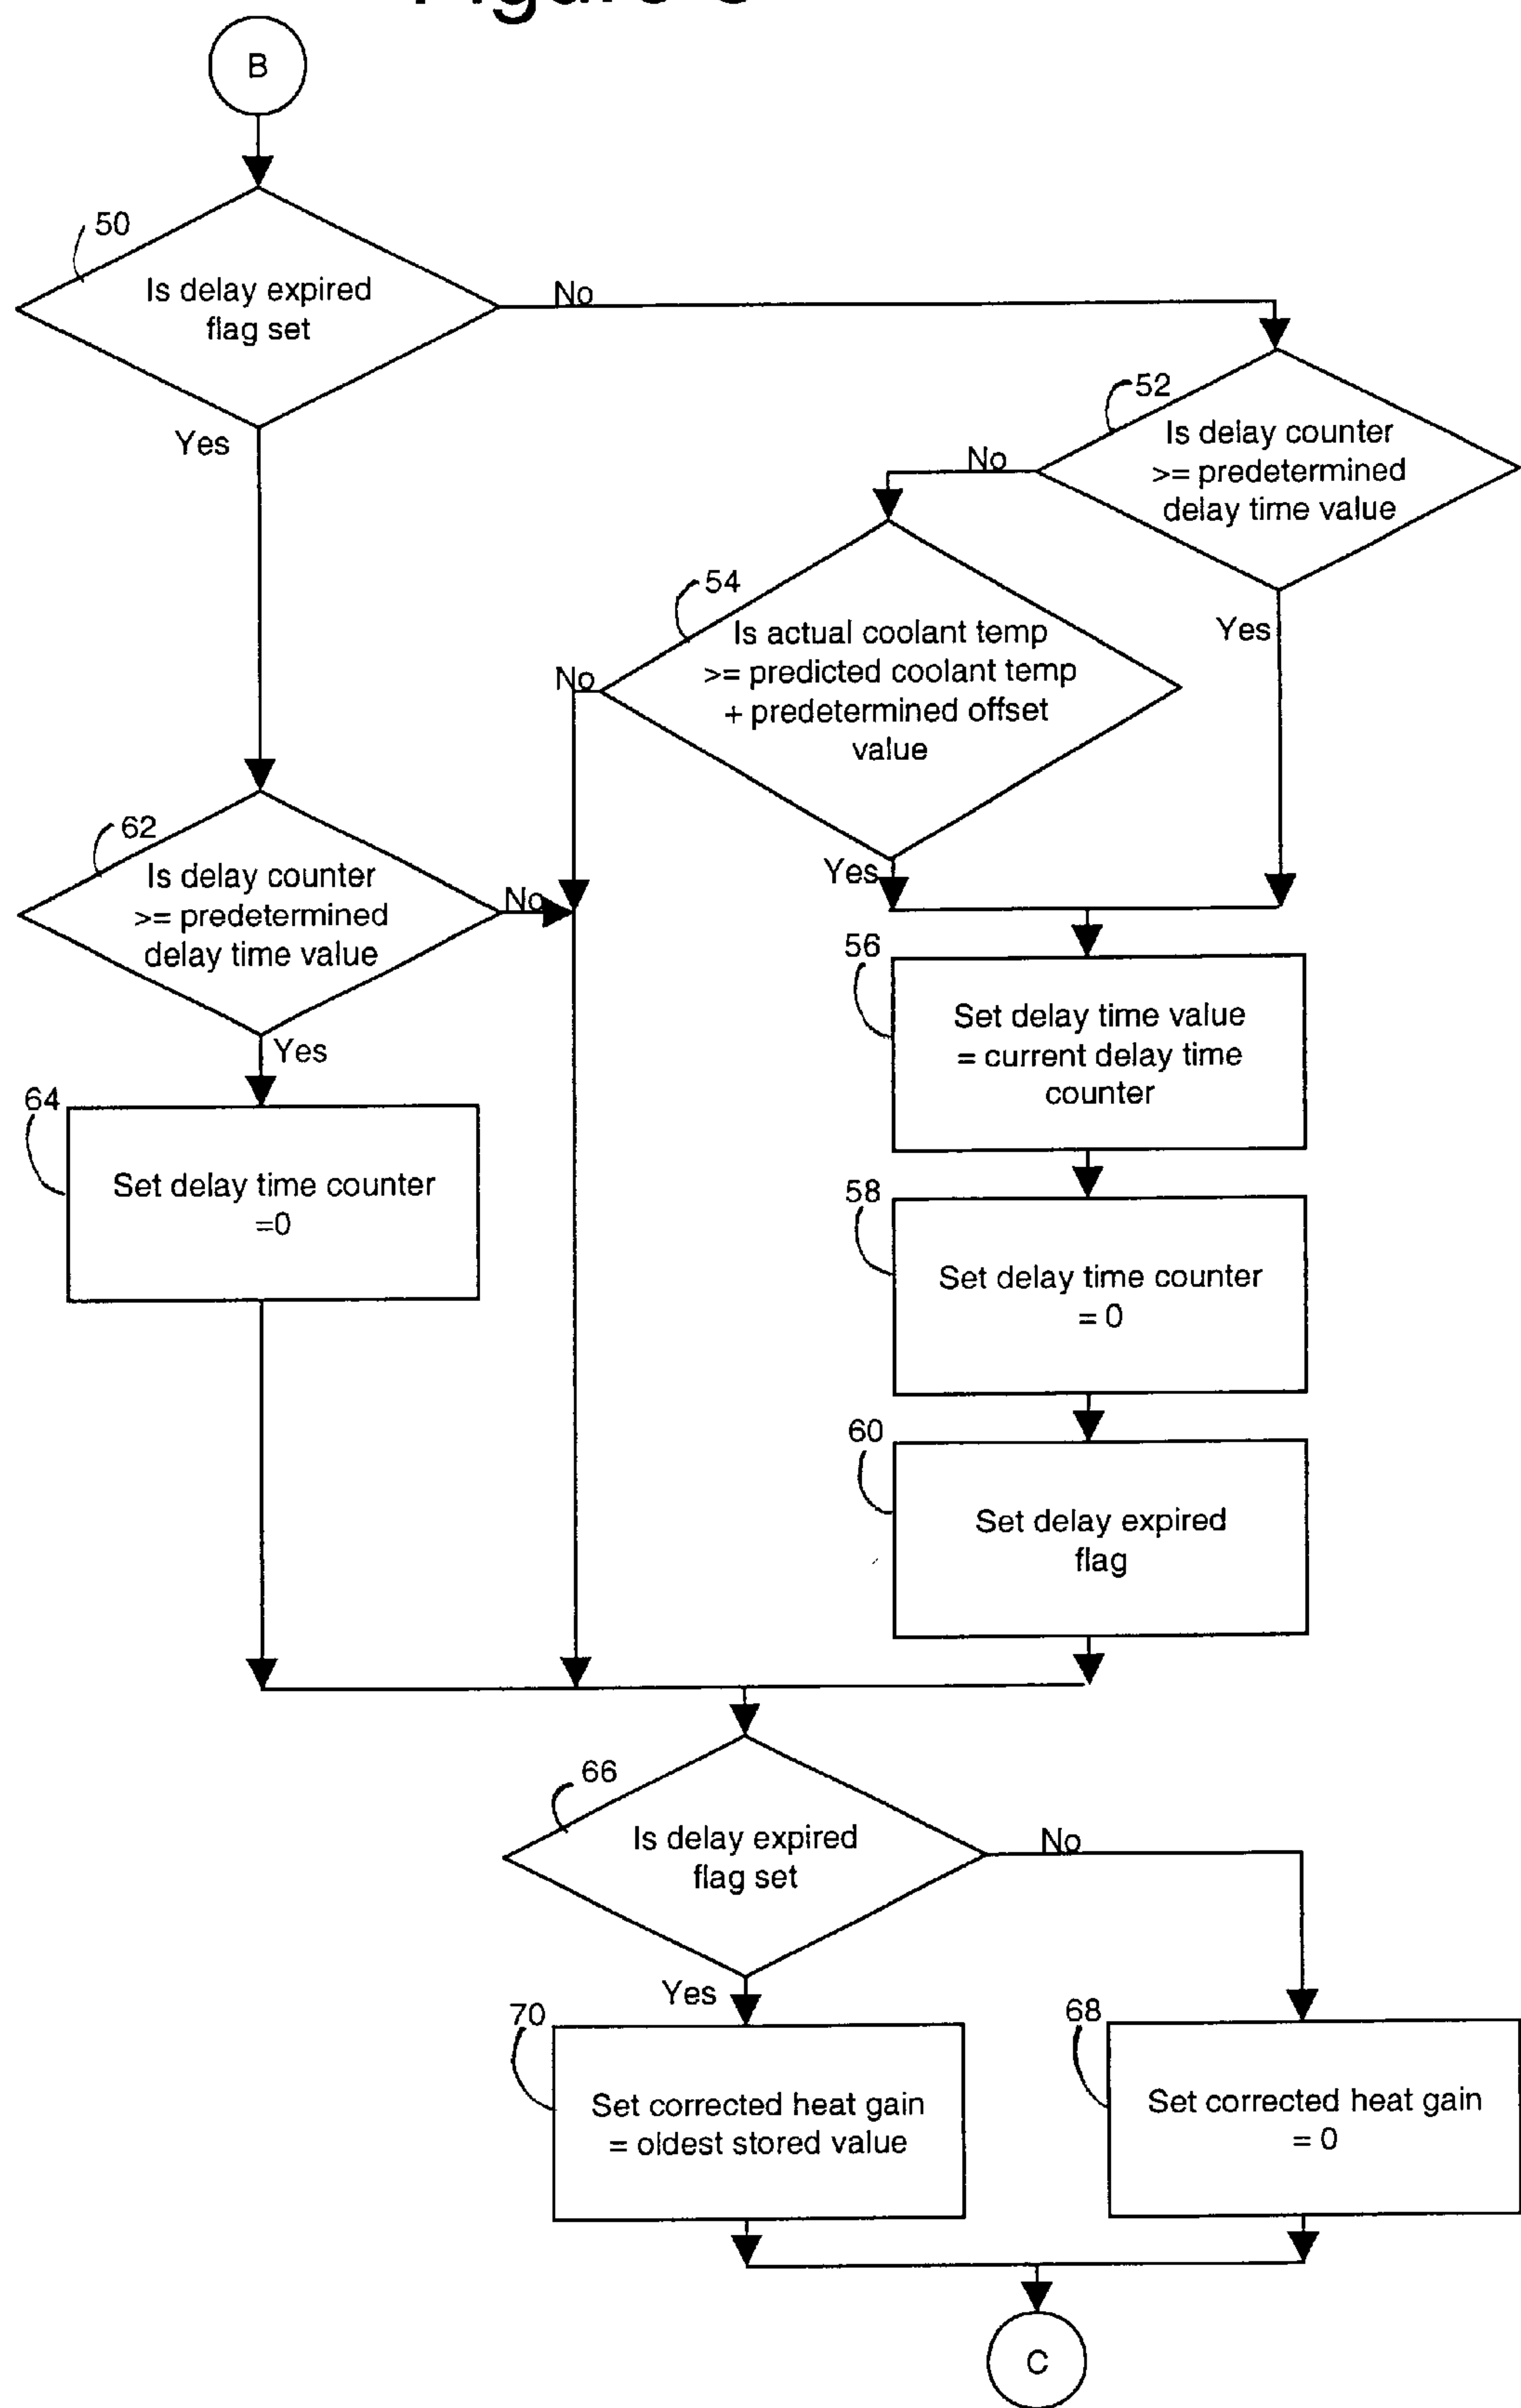 B
50
Is delay expired
flag set
No
Yes
52
Is delay counter
>= predetermined
delay time value
No
Yes
54
Is actual coolant temp
>= predicted coolant temp
+ predetermined offset
value
No
Yes
62
Is delay counter
>= predetermined
delay time value
No
Yes
56
Set delay time value
= current delay time
counter
64
Set delay time counter
=0
58
Set delay time counter
= 0
60
Set delay expired
flag
66
Is delay expired
flag set
No
Yes
70
Set corrected heat gain
= oldest stored value
68
Set corrected heat gain
= 0
C